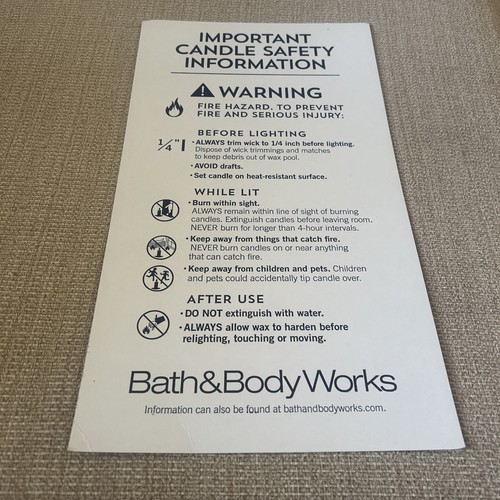 IMPORTANT
CANDLE SAFETY
INFORMATION
WARNING
FIRE HAZARD. TO PREVENT
FIRE AND SERIOUS INJURY:
BEFORE LIGHTING
1/4"
• ALWAYS trim wick to 1/4 inch before lighting.
Dispose of wick trimmings and matches
to keep debris out of wax pool.
• AVOID drafts.
• Set candle on heat-resistant surface.
WHILE LIT
• Burn within sight.
ALWAYS remain within line of sight of burning
candles. Extinguish candles before leaving room.
NEVER burn for longer than 4-hour intervals.
• Keep away from things that catch fire.
NEVER burn candles on or near anything
that can catch fire.
• Keep away from children and pets. Children
and pets could accidentally tip candle over.
AFTER USE
• DO NOT extinguish with water.
• ALWAYS allow wax to harden before
relighting, touching or moving.
Bath&Body Works
Information can also be found at bathandbodyworks.com.